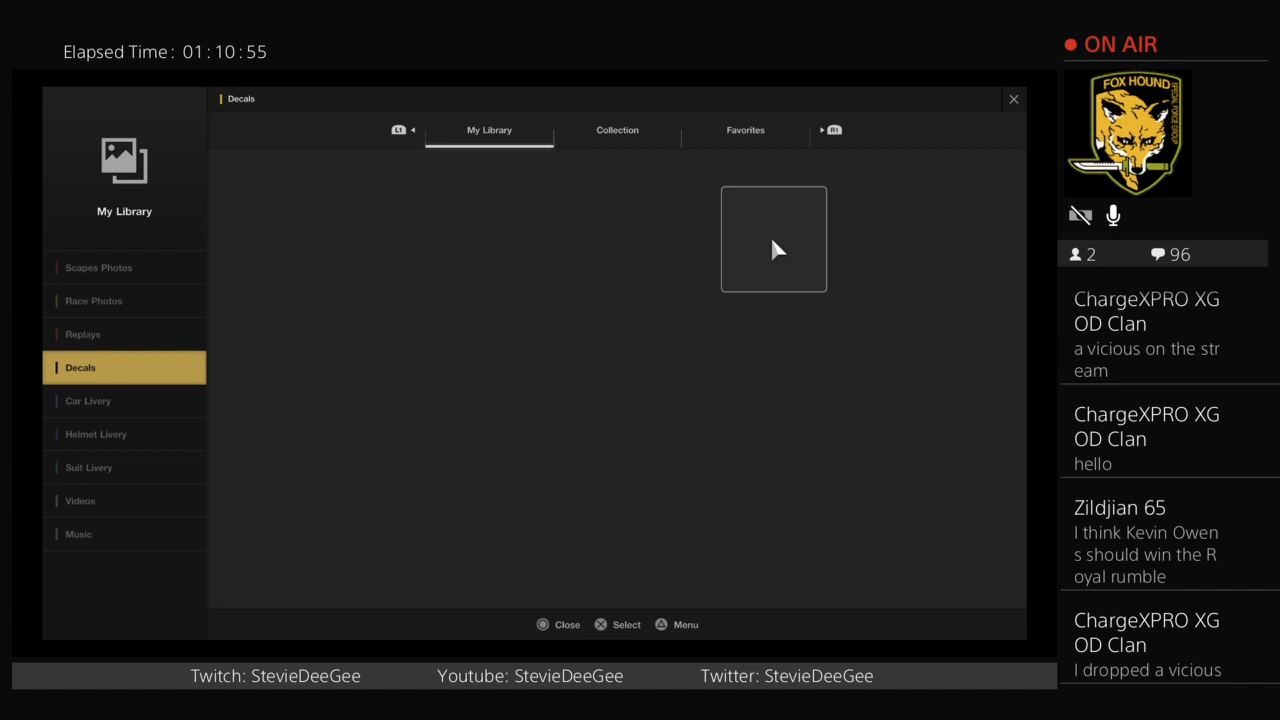 Elapsed Time: 01:10:55
ON AIR
FOX HOUND
SPECIAL FORCE GROUP
Decals
L1
My Library
Collection
Favorites
R1
My Library
Scapes Photos
Race Photos
Replays
Decals
Car Livery
Helmet Livery
Suit Livery
Videos
Music
Close
Select
Menu
2
96
ChargeXPRO XG
OD Clan
a vicious on the str
eam
ChargeXPRO XG
OD Clan
hello
Zildjian 65
I think Kevin Owen
s should win the R
oyal rumble
ChargeXPRO XG
OD Clan
I dropped a vicious
Twitch: StevieDeeGee
Youtube: StevieDeeGee
Twitter: StevieDeeGee